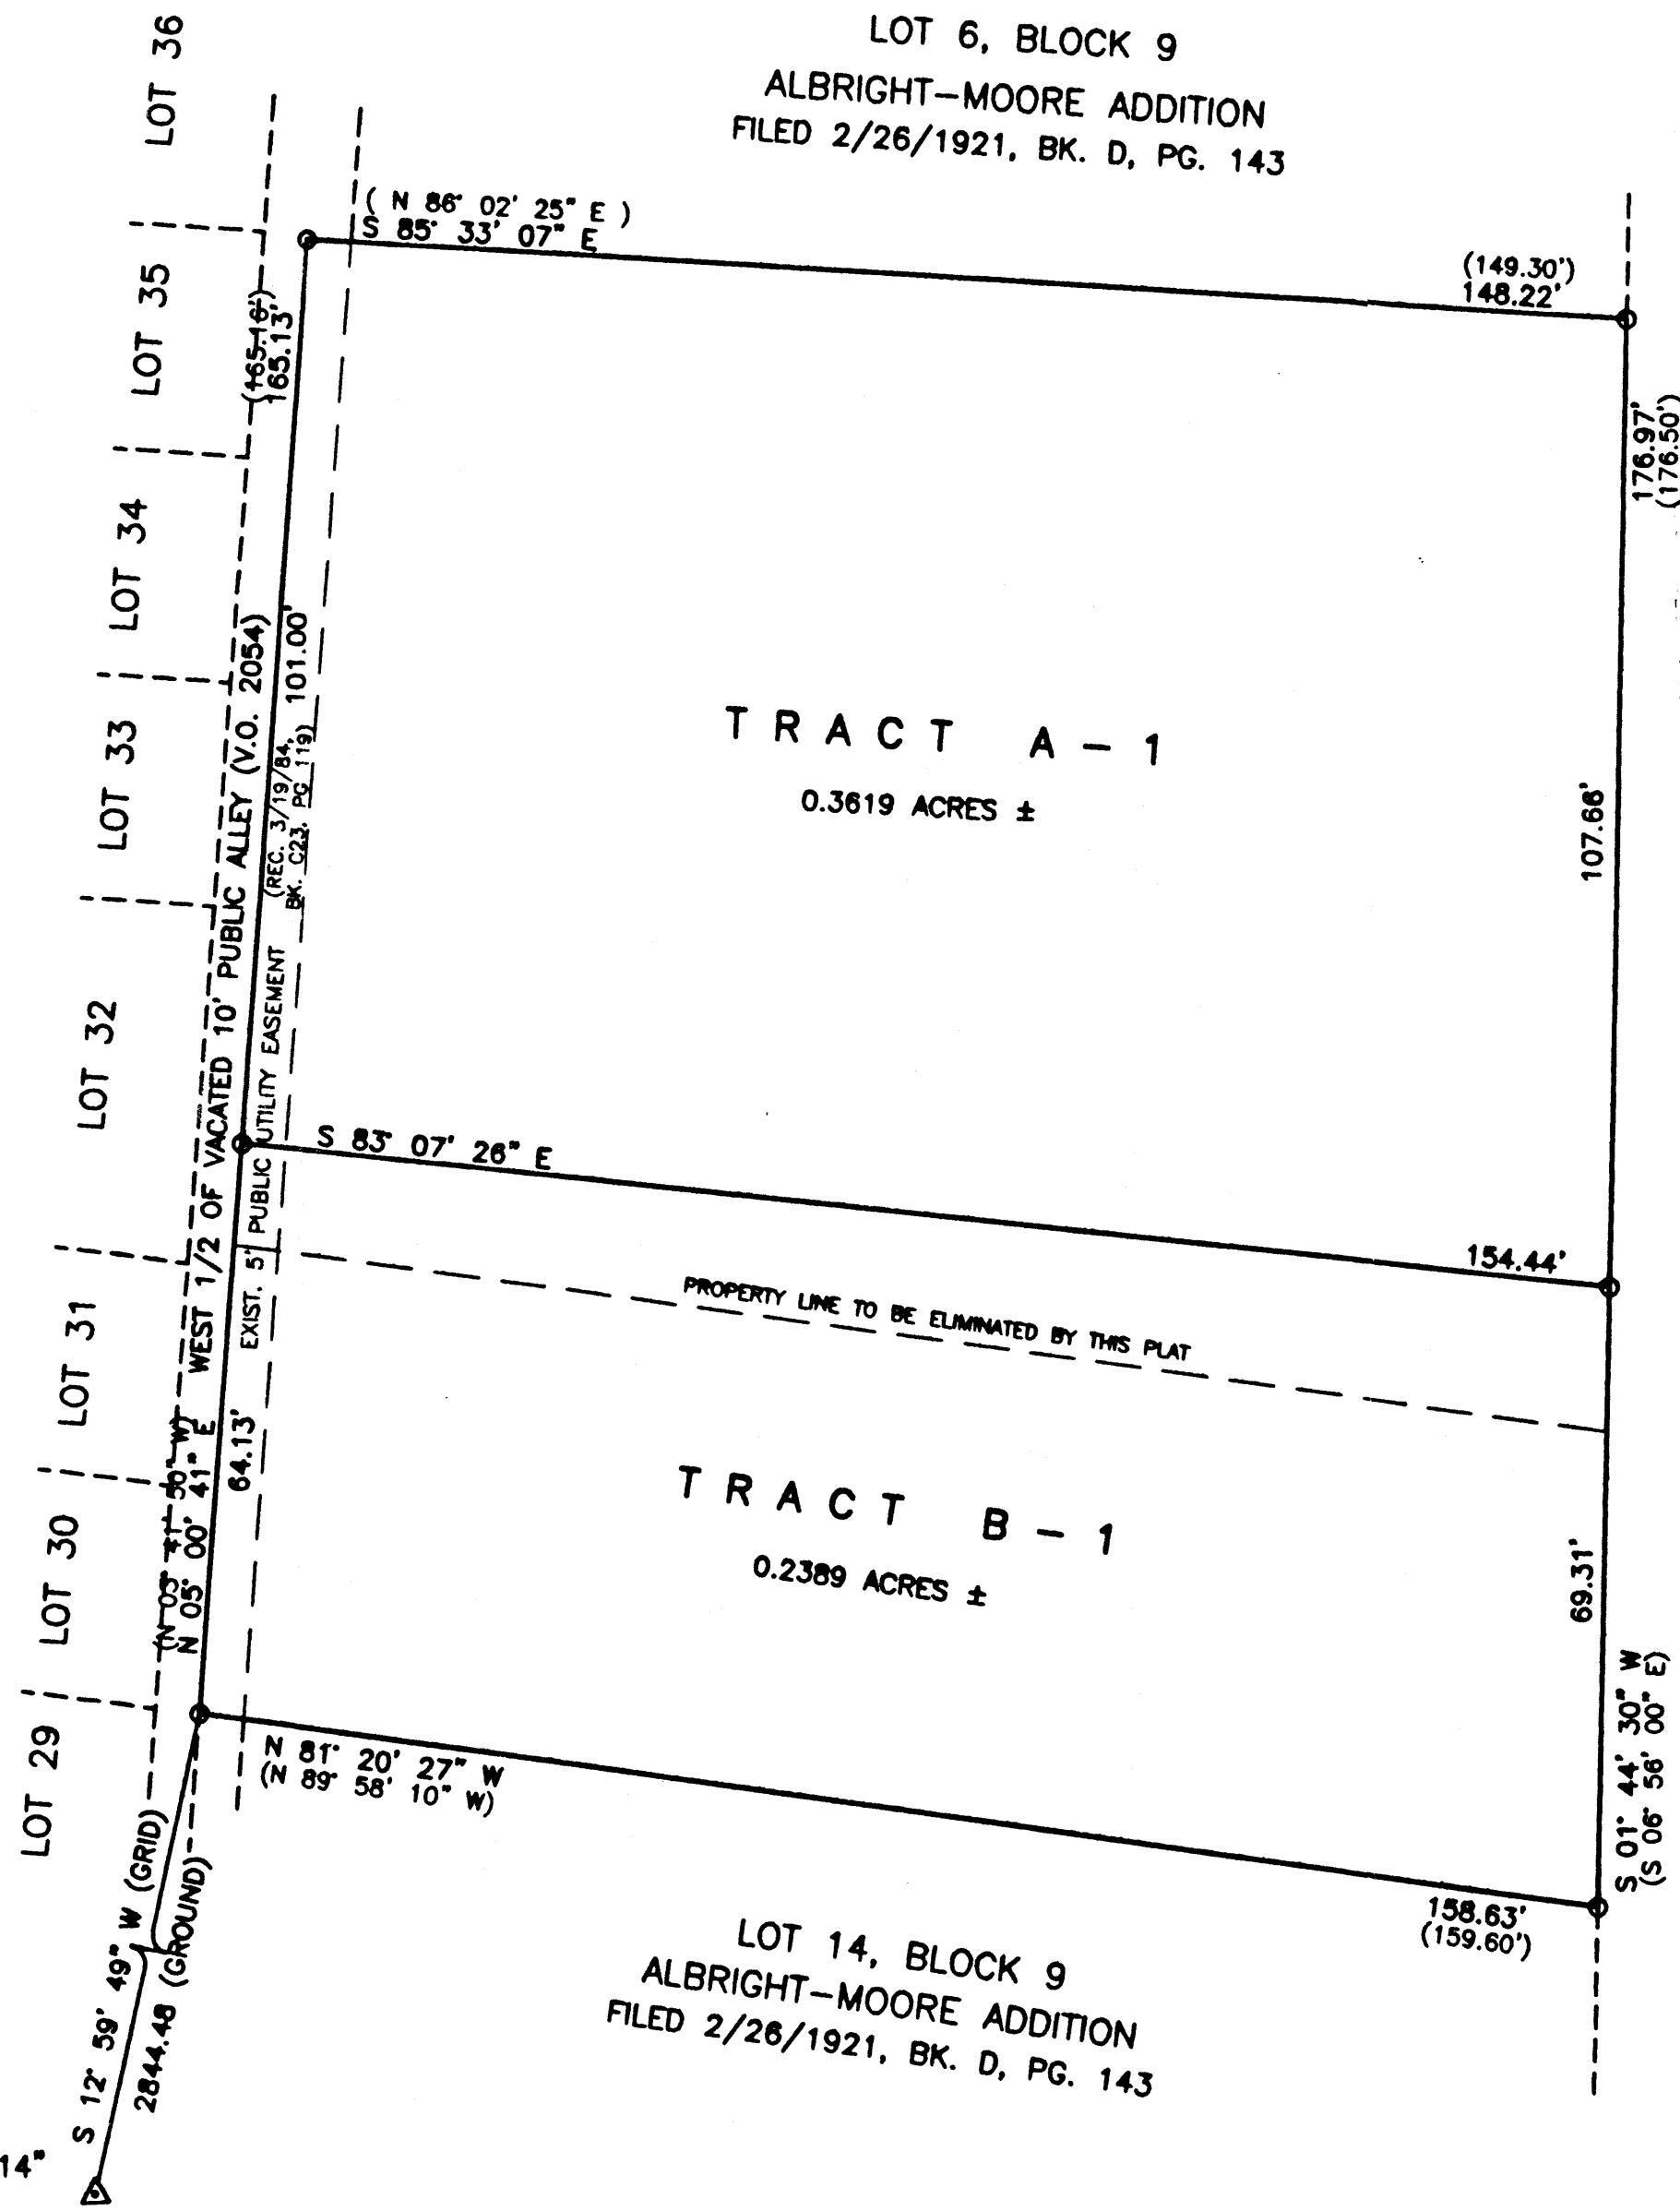 LOT 6, BLOCK 9
ALBRIGHT-MOORE ADDITION
FILED 2/26/1921, BK. D, PG. 143
LOT 36
LOT 35
LOT 34
LOT 33
LOT 32
LOT 31
LOT 30
LOT 29
( N 86° 02' 25" E )
S 85° 33' 07" E
(149.30')
148.22'
(165.16')
165.13'
176.97'
(176.50')
101.00'
WEST 1/2 OF VACATED 10' PUBLIC ALLEY (V.O. 2054)
EXIST. 5' PUBLIC UTILITY EASEMENT
(REC. 3/19/84,
BK. C23, PG 119)
TRACT A-1
0.3619 ACRES ±
107.66'
S 83° 07' 26" E
154.44'
PROPERTY LINE TO BE ELIMINATED BY THIS PLAT
64.13'
N 05° 00' 41" E
TRACT B-1
0.2389 ACRES ±
69.31'
N 81° 20' 27" W
(N 89° 58' 10" W)
S 01° 44' 30" W
(S 06° 56' 00" E)
158.63'
(159.60')
S 12° 59' 49" W (GRID)
2844.48 (GROUND)
LOT 14, BLOCK 9
ALBRIGHT-MOORE ADDITION
FILED 2/26/1921, BK. D, PG. 143
14"